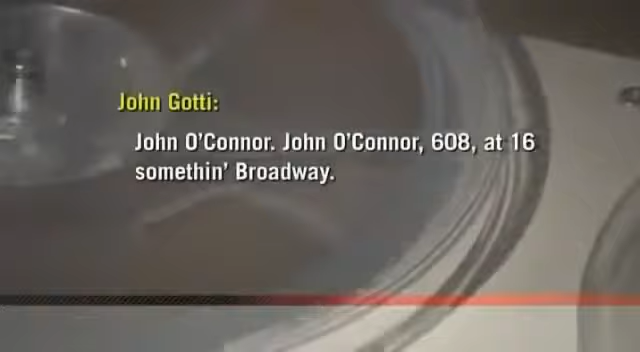 John Gotti:
John O'Connor. John O'Connor, 608, at 16
somethin' Broadway.